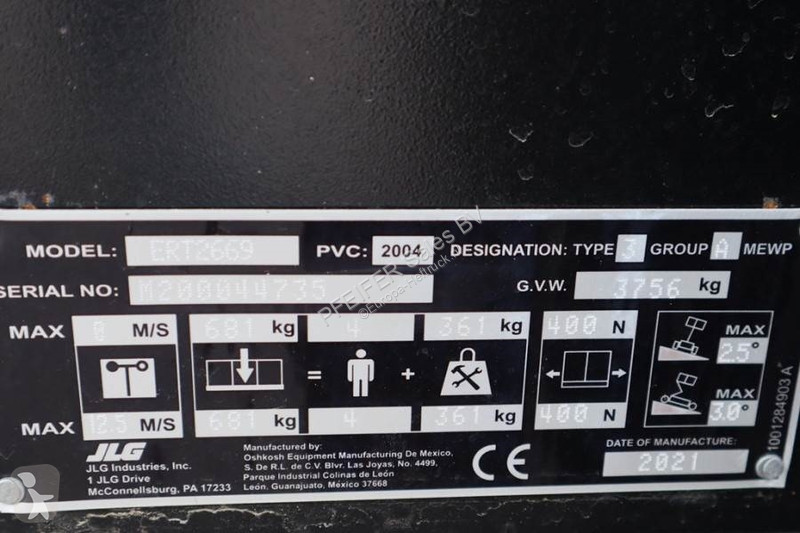 MODEL: ERT2669 PVC: 2004 DESIGNATION: TYPE 3 GROUP A MEWP
SERIAL NO: M200044735 G.V.W. 3756 kg
MAX 0 M/S 681 kg 4 361 kg 400 N
= + MAX 2.5°
MAX 12.5 M/S 681 kg 4 361 kg 400 N MAX 3.0°
JLG
JLG Industries, Inc.
1 JLG Drive
McConnellsburg, PA 17233
Manufactured by:
Oshkosh Equipment Manufacturing De Mexico,
S. De R.L. de C.V. Blvr. Las Joyas, No. 4499,
Parque Industrial Colinas de León
León, Guanajuato, México 37668
CE
DATE OF MANUFACTURE:
2021
1001284903 A
PFEIFER Sales BV
©Europa-Heftruck